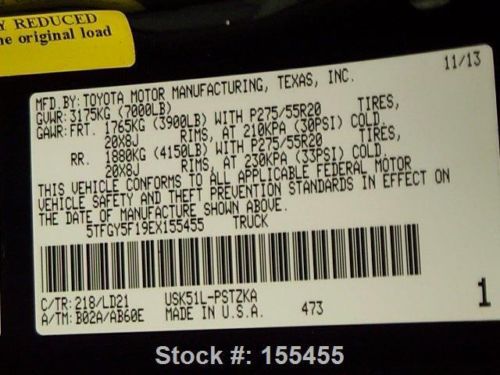 Y REDUCED
he original load
11/13
MFD.BY: TOYOTA MOTOR MANUFACTURING, TEXAS, INC.
GVWR: 3175KG (7000LB)
GAWR: FRT. 1765KG (3900LB) WITH P275/55R20 TIRES,
20X8J RIMS, AT 210KPA (30PSI) COLD.
RR. 1880KG (4150LB) WITH P275/55R20 TIRES,
20X8J RIMS, AT 230KPA (33PSI) COLD.
THIS VEHICLE CONFORMS TO ALL APPLICABLE FEDERAL MOTOR
VEHICLE SAFETY AND THEFT PREVENTION STANDARDS IN EFFECT ON
THE DATE OF MANUFACTURE SHOWN ABOVE.
5TFGY5F19EX155455 TRUCK
C/TR: 218/LD21 USK51L-PSTZKA
A/TM: B02A/AB60E MADE IN U.S.A. 473 1
Stock #: 155455